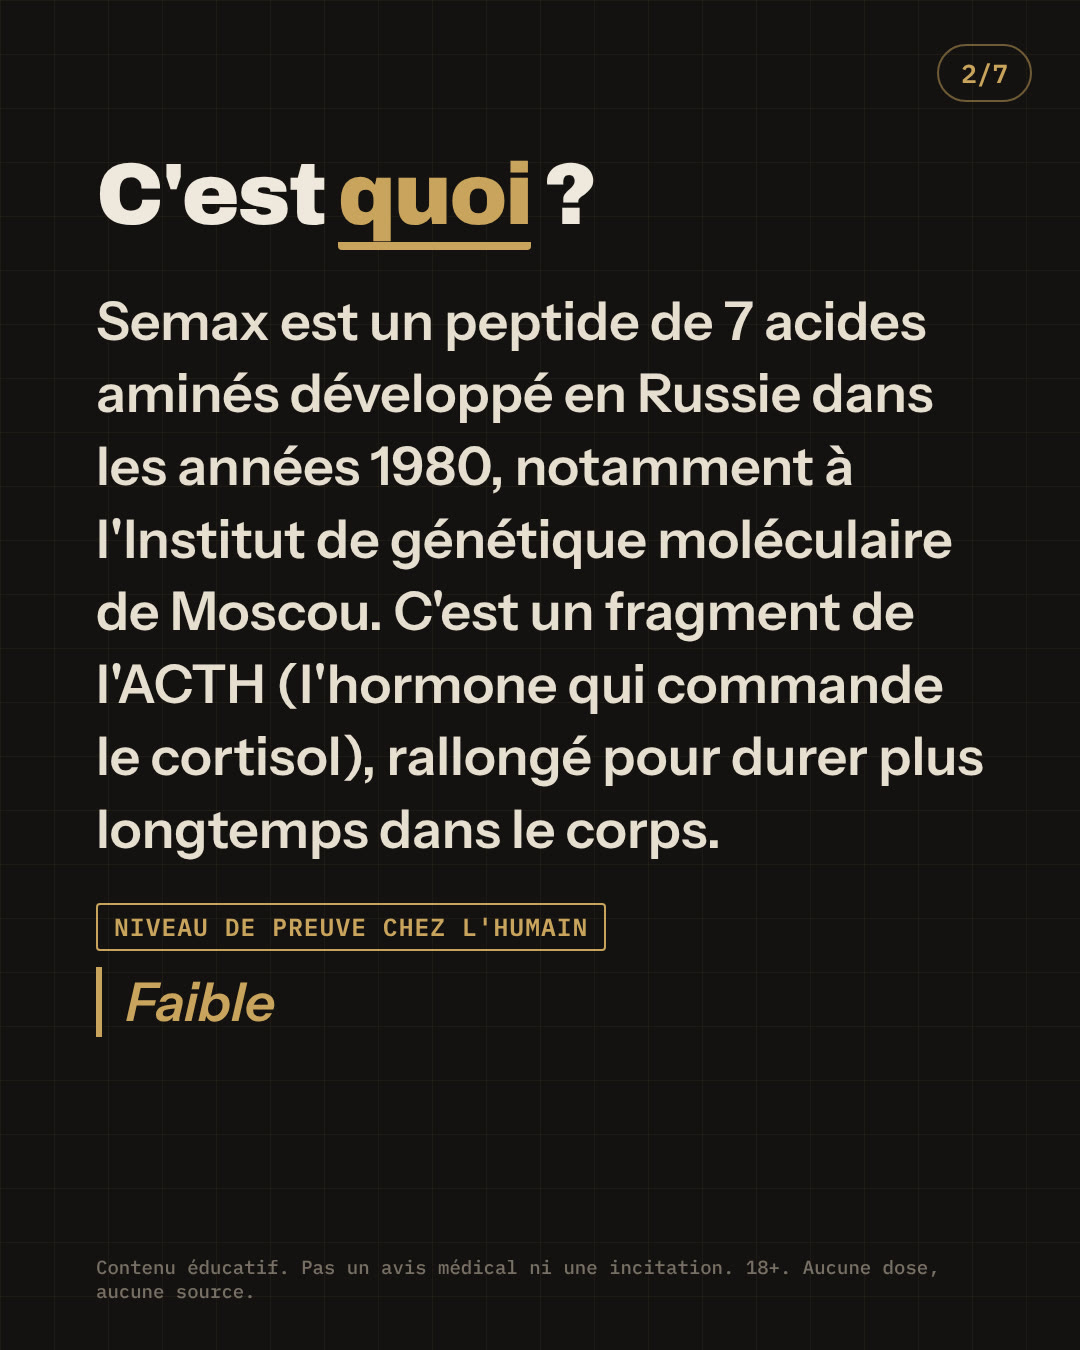 2/7
C'est quoi ?
Semax est un peptide de 7 acides
aminés développé en Russie dans
les années 1980, notamment à
l'Institut de génétique moléculaire
de Moscou. C'est un fragment de
l'ACTH (l'hormone qui commande
le cortisol), rallongé pour durer plus
longtemps dans le corps.
NIVEAU DE PREUVE CHEZ L'HUMAIN
Faible
Contenu éducatif. Pas un avis médical ni une incitation. 18+. Aucune dose,
aucune source.